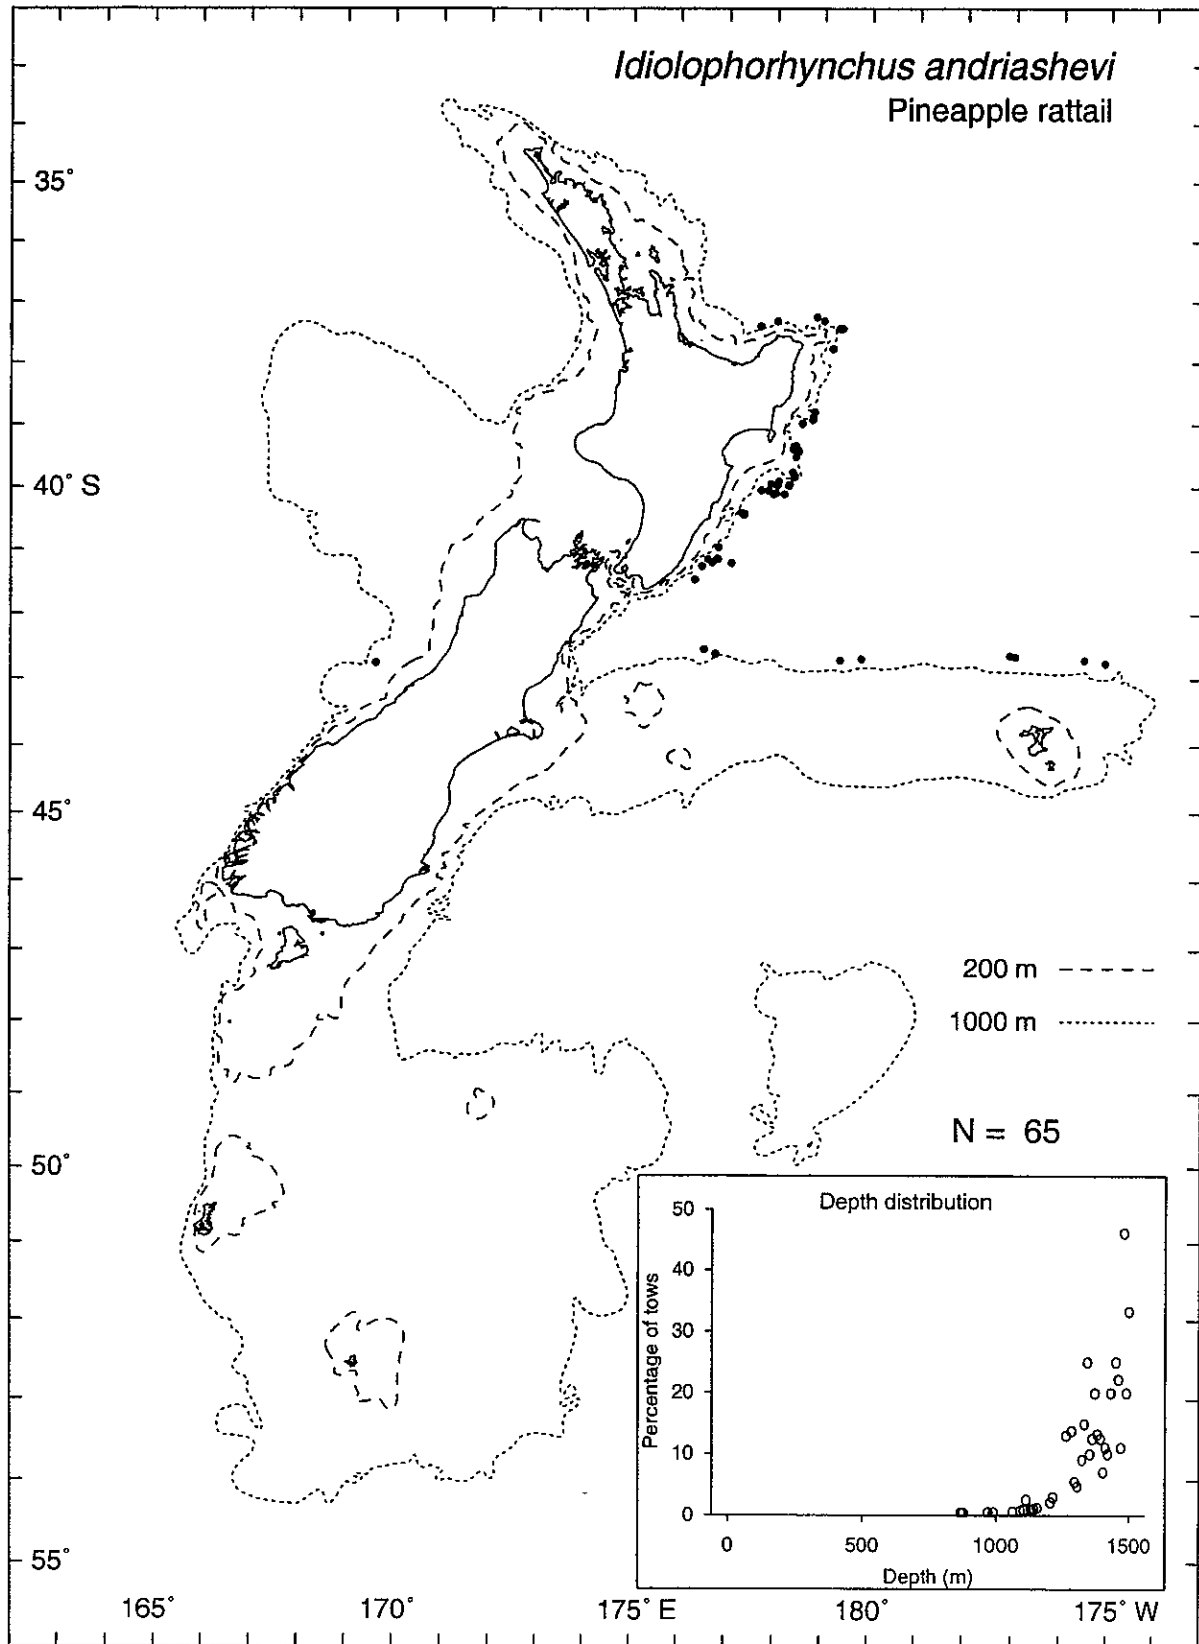 Idiolophorhynchus andriashevi
Pineapple rattail
35°
40° S
45°
50°
55°
200 m
1000 m
N = 65
Depth distribution
Percentage of tows
50
40
30
20
10
0
0 500 1000 1500
Depth (m)
165° 170° 175° E 180° 175° W